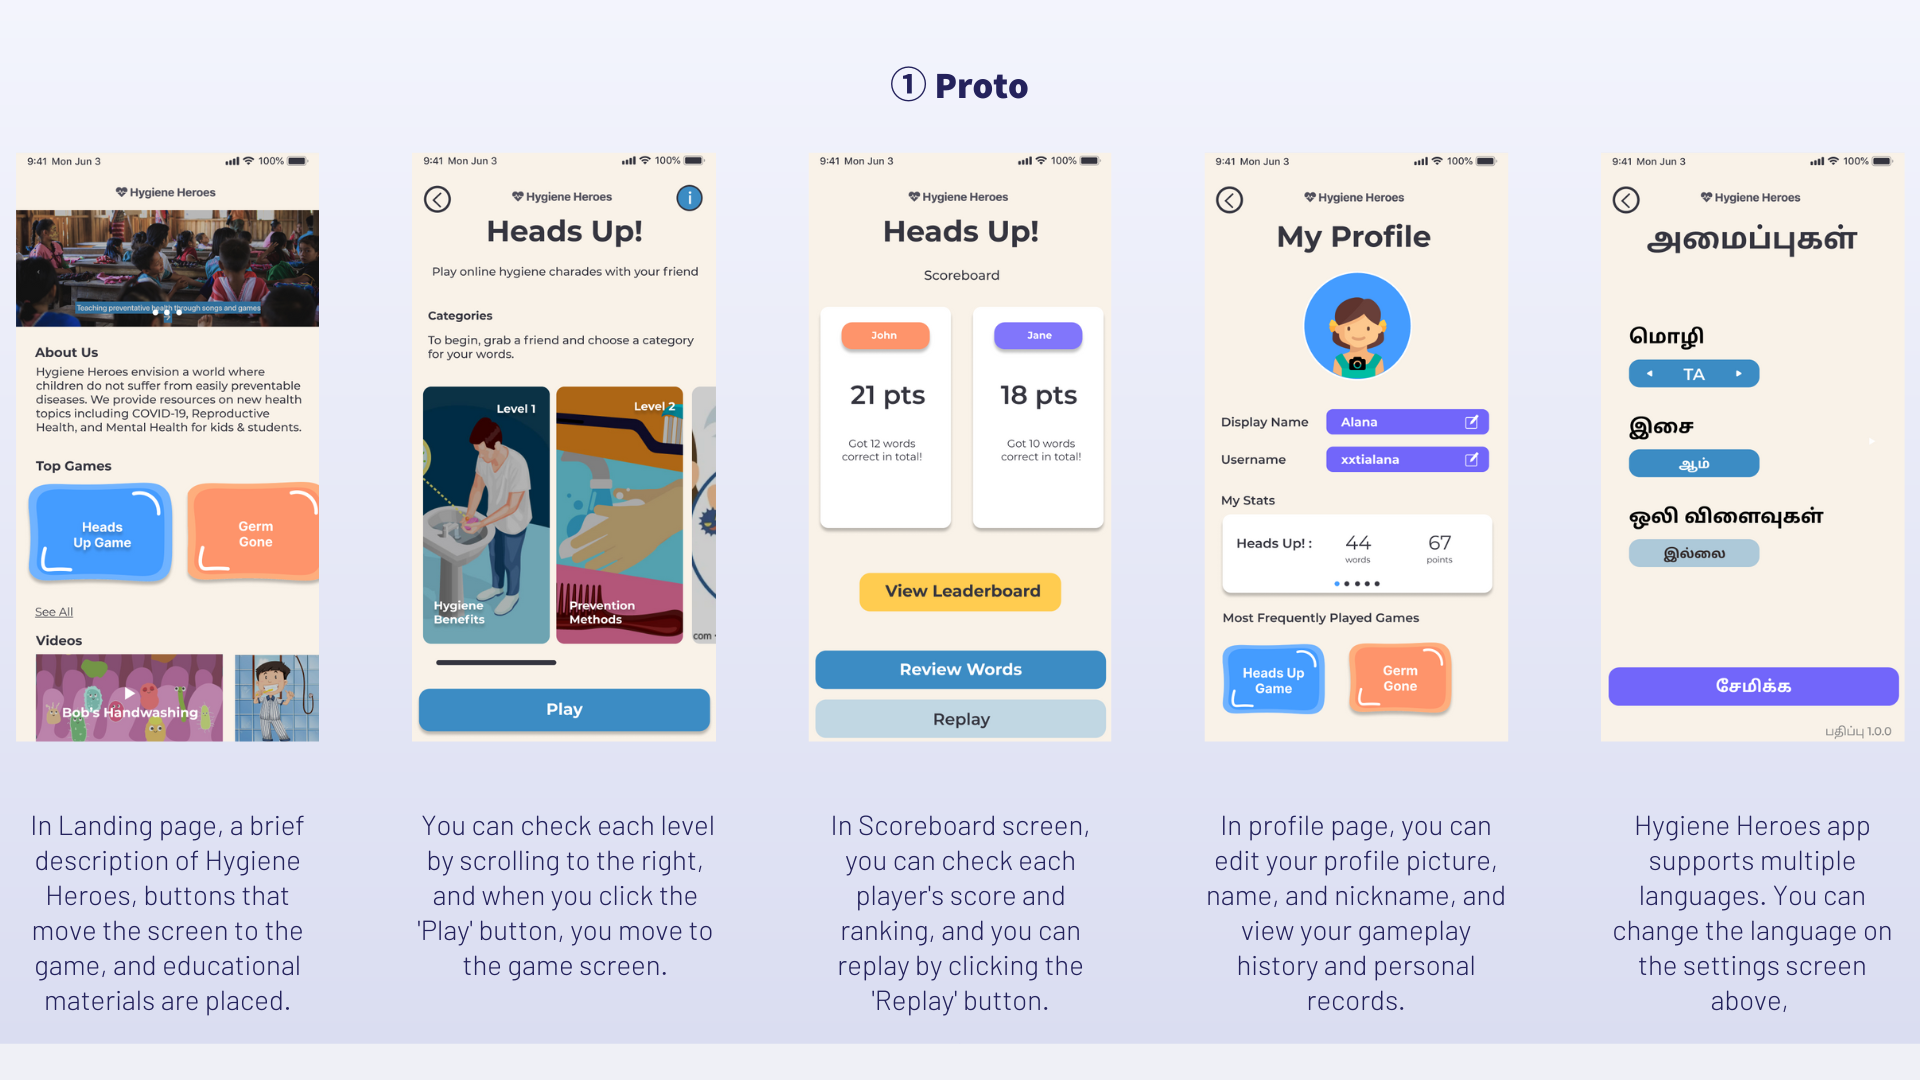 ① Proto
9:41 Mon Jun 3
100%
Hygiene Heroes
Teaching preventative health through songs and games
About Us
Hygiene Heroes envision a world where
children do not suffer from easily preventable
diseases. We provide resources on new health
topics including COVID-19, Reproductive
Health, and Mental Health for kids & students.
Top Games
Heads
Up Game
Germ
Gone
See All
Videos
Bob's Handwashing
In Landing page, a brief
description of Hygiene
Heroes, buttons that
move the screen to the
game, and educational
materials are placed.
9:41 Mon Jun 3
100%
Hygiene Heroes
i
Heads Up!
Play online hygiene charades with your friend
Categories
To begin, grab a friend and choose a category
for your words.
Level 1
Hygiene
Benefits
Level 2
Prevention
Methods
com
Play
You can check each level
by scrolling to the right,
and when you click the
'Play' button, you move to
the game screen.
9:41 Mon Jun 3
100%
Hygiene Heroes
Heads Up!
Scoreboard
John
21 pts
Got 12 words
correct in total!
Jane
18 pts
Got 10 words
correct in total!
View Leaderboard
Review Words
Replay
In Scoreboard screen,
you can check each
player's score and
ranking, and you can
replay by clicking the
'Replay' button.
9:41 Mon Jun 3
100%
Hygiene Heroes
My Profile
Display Name
Alana
Username
xxtialana
My Stats
Heads Up! :
44
words
67
points
Most Frequently Played Games
Heads Up
Game
Germ
Gone
In profile page, you can
edit your profile picture,
name, and nickname, and
view your gameplay
history and personal
records.
9:41 Mon Jun 3
100%
Hygiene Heroes
அமைப்புகள்
மொழி
TA
இசை
ஆம்
ஒலி விளைவுகள்
இல்லை
சேமிக்க
பதிப்பு 1.0.0
Hygiene Heroes app
supports multiple
languages. You can
change the language on
the settings screen
above,